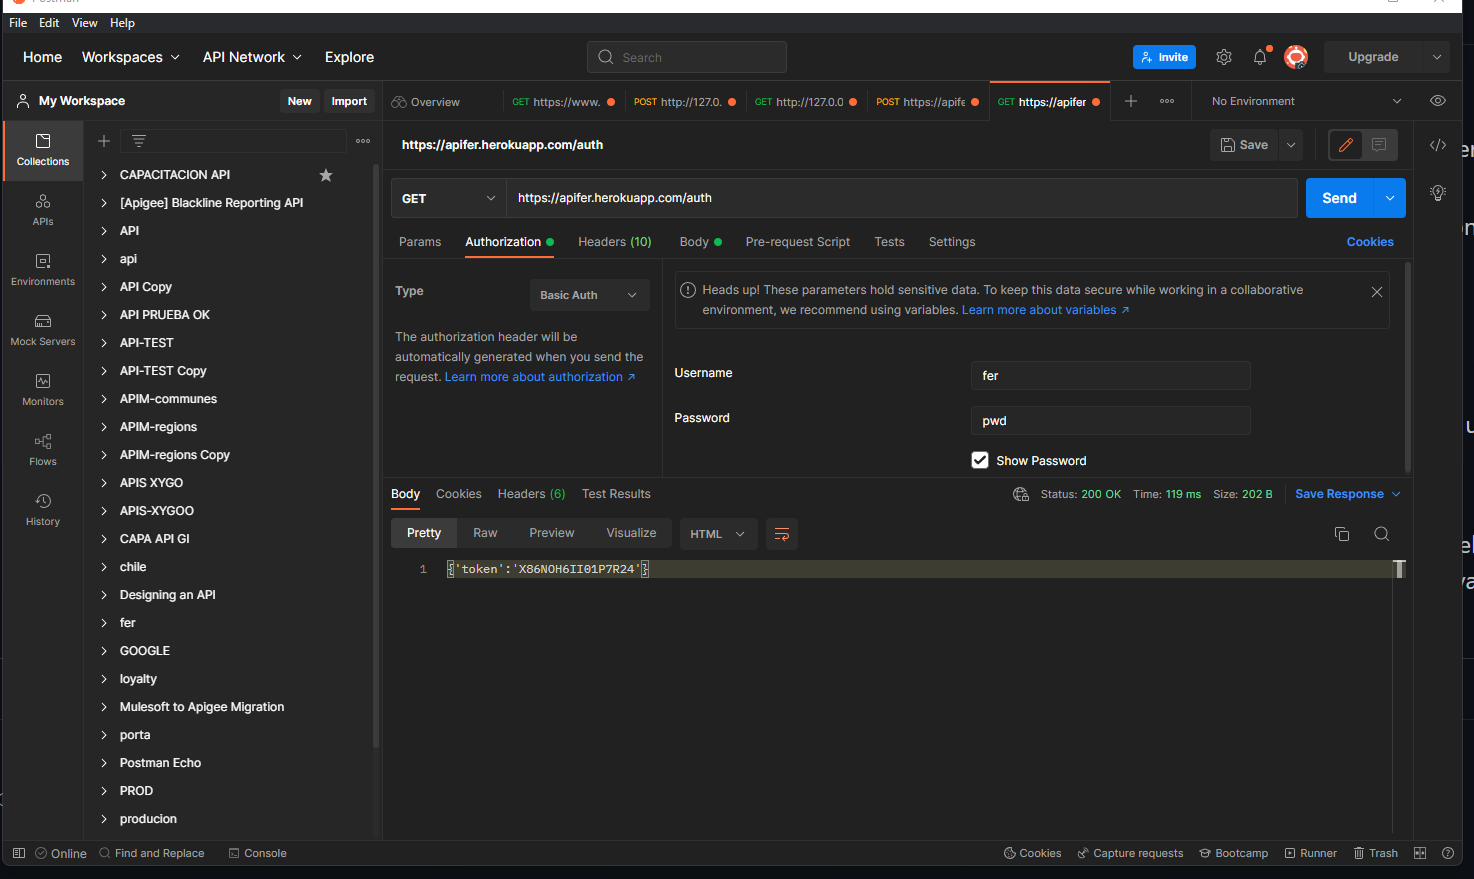 File Edit View Help
Home Workspaces API Network Explore Search Invite Upgrade
My Workspace New Import
Overview GET https://www. POST http://127.0. GET http://127.0.0 POST https://apife GET https://apifer No Environment
Collections
APIs
Environments
Mock Servers
Monitors
Flows
History
CAPACITACION API
[Apigee] Blackline Reporting API
API
api
API Copy
API PRUEBA OK
API-TEST
API-TEST Copy
APIM-communes
APIM-regions
APIM-regions Copy
APIS XYGO
APIS-XYGOO
CAPA API GI
chile
Designing an API
fer
GOOGLE
loyalty
Mulesoft to Apigee Migration
porta
Postman Echo
PROD
producion
https://apifer.herokuapp.com/auth Save
GET https://apifer.herokuapp.com/auth Send
Params Authorization Headers (10) Body Pre-request Script Tests Settings Cookies
Type Basic Auth
The authorization header will be
automatically generated when you send the
request. Learn more about authorization ↗
Heads up! These parameters hold sensitive data. To keep this data secure while working in a collaborative
environment, we recommend using variables. Learn more about variables ↗
Username fer
Password pwd
Show Password
Body Cookies Headers (6) Test Results Status: 200 OK Time: 119 ms Size: 202 B Save Response
Pretty Raw Preview Visualize HTML
1 {'token':'X86NOH6II01P7R24'}
Online Find and Replace Console Cookies Capture requests Bootcamp Runner Trash